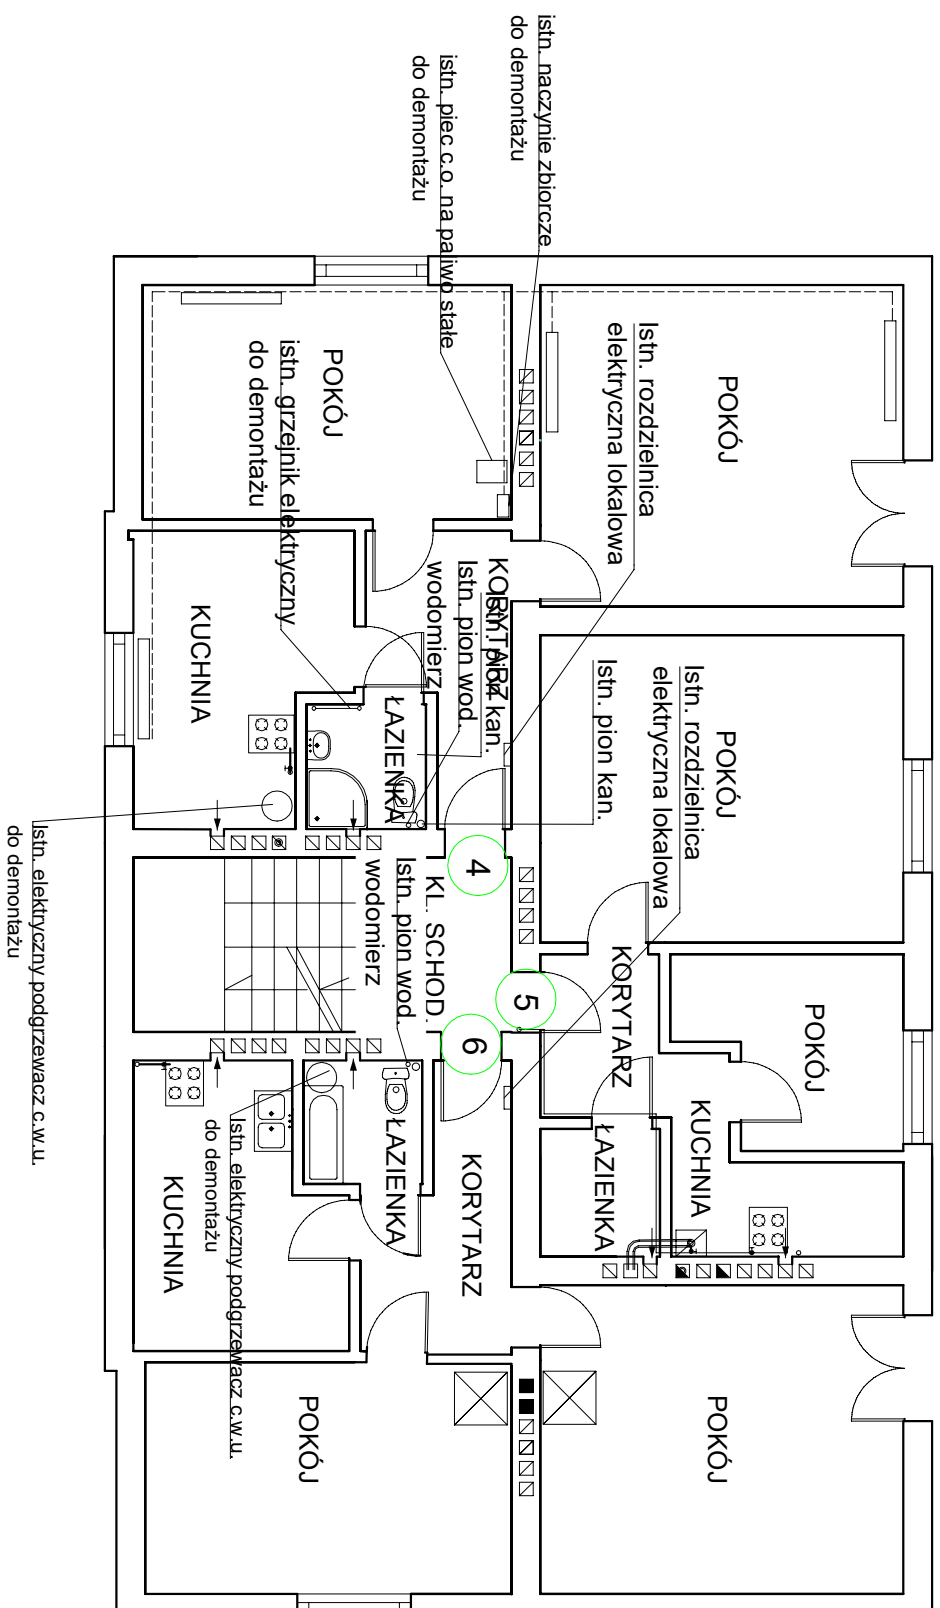 istn. naczynie zbiorcze
do demontażu
istn. piec c.o. na paliwo stałe
do demontażu
POKÓJ
Istn. rozdzielnica
elektryczna lokalowa
POKÓJ
istn. grzejnik elektryczny
do demontażu
KORYTARZ
Istn. pion kan.
Istn. pion wod.
wodomierz
KUCHNIA
ŁAZIENKA
Istn. pion kan.
POKÓJ
Istn. rozdzielnica
elektryczna lokalowa
Istn. elektryczny podgrzewacz c.w.u.
do demontażu
4
KL. SCHOD.
Istn. pion wod.
wodomierz
5
6
KORYTARZ
POKÓJ
KUCHNIA
ŁAZIENKA
KORYTARZ
ŁAZIENKA
KUCHNIA
Istn. elektryczny podgrzewacz c.w.u.
do demontażu
POKÓJ
POKÓJ